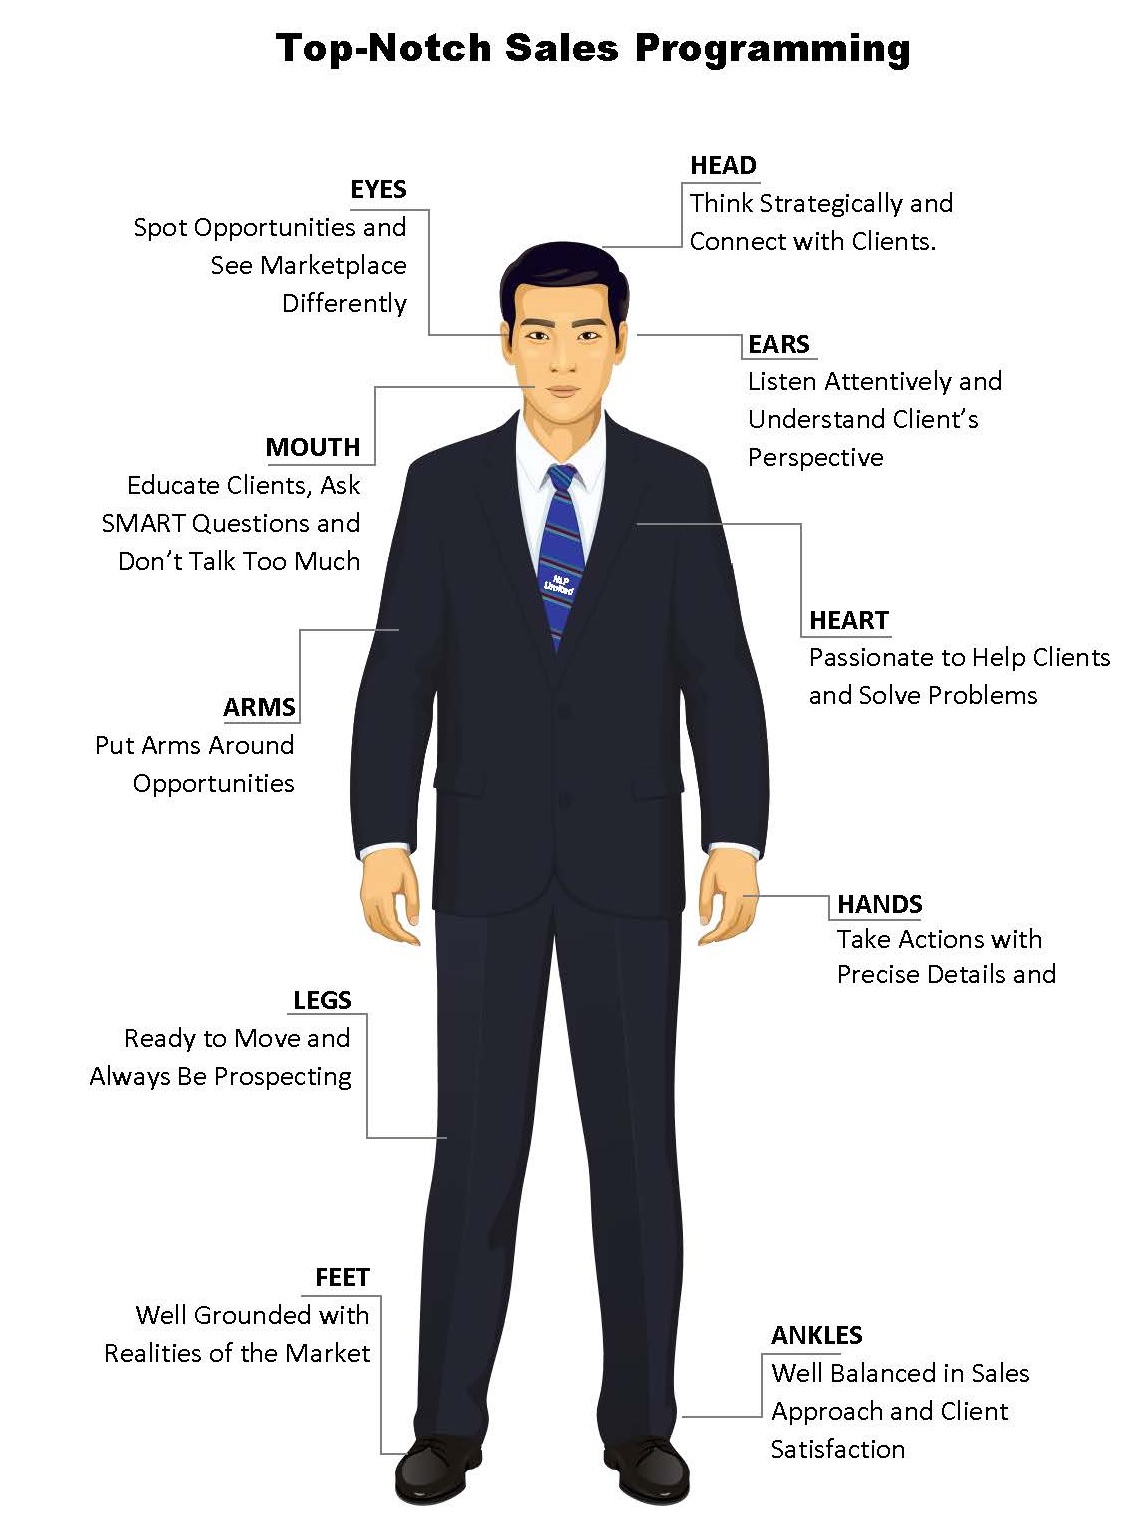 Top-Notch Sales Programming
HEAD
Think Strategically and
Connect with Clients.
EYES
Spot Opportunities and
See Marketplace
Differently
EARS
Listen Attentively and
Understand Client’s
Perspective
MOUTH
Educate Clients, Ask
SMART Questions and
Don’t Talk Too Much
NLP
Limited
HEART
Passionate to Help Clients
and Solve Problems
ARMS
Put Arms Around
Opportunities
HANDS
Take Actions with
Precise Details and
LEGS
Ready to Move and
Always Be Prospecting
FEET
Well Grounded with
Realities of the Market
ANKLES
Well Balanced in Sales
Approach and Client
Satisfaction